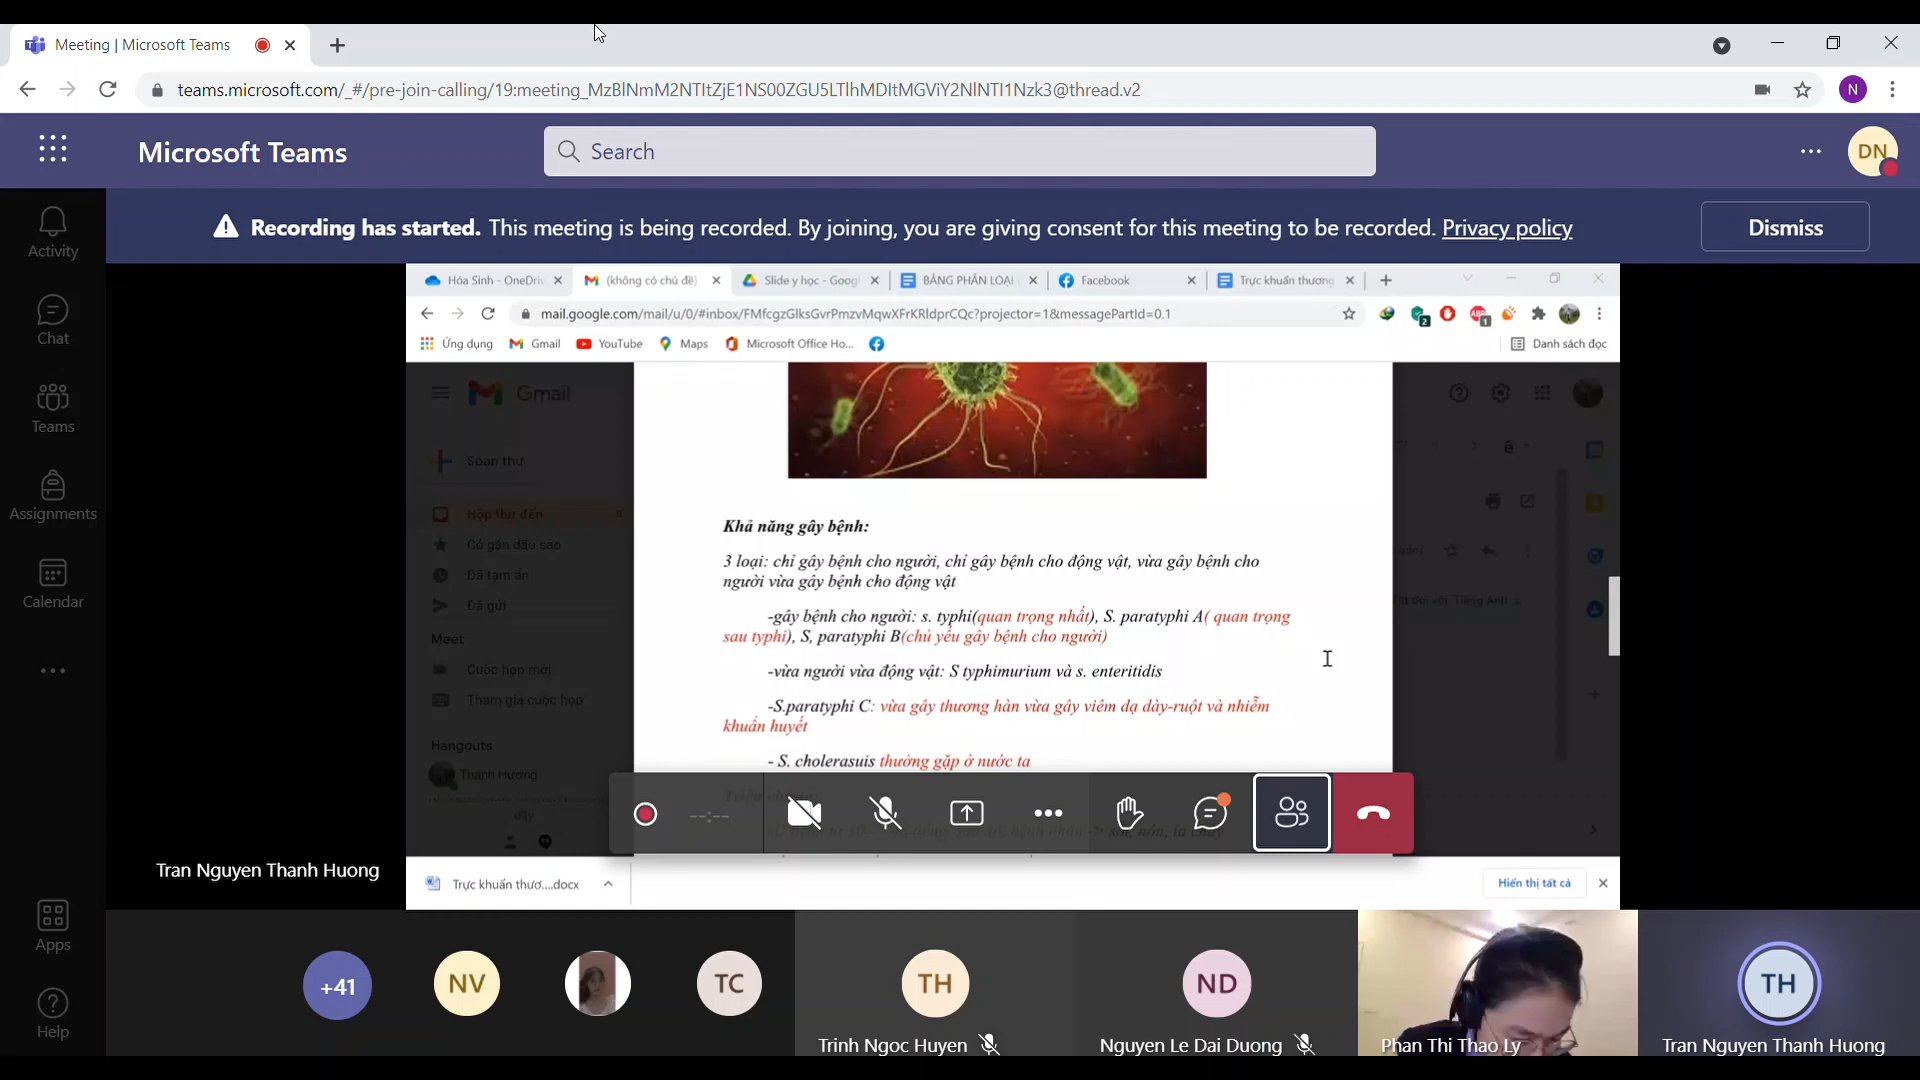 Meeting | Microsoft Teams
teams.microsoft.com/_#/pre-join-calling/19:meeting_MzBlNmM2NTItZjE1NS00ZGU5LTlhMDItMGViY2NlNTI1Nzk3@thread.v2
N
Microsoft Teams
Search
DN
Recording has started. This meeting is being recorded. By joining, you are giving consent for this meeting to be recorded. Privacy policy
Dismiss
Activity
Chat
Teams
Assignments
Calendar
Apps
Help
Hóa Sinh - OneDri
(không có chủ đề)
Slide y học - Goog
BẢNG PHÂN LOẠI
Facebook
Trực khuẩn thương
mail.google.com/mail/u/0/#inbox/FMfcgzGlksGvrPmzvMqwXFrKRldprCQc?projector=1&messagePartId=0.1
Ứng dụng
Gmail
YouTube
Maps
Microsoft Office Ho...
Danh sách đọc
Gmail
Soạn thư
Hộp thư đến
Có gắn dấu sao
Đã tạm ẩn
Đã gửi
Meet
Cuộc họp mới
Tham gia cuộc họp
Hangouts
Thanh Hương
Khả năng gây bệnh:
3 loại: chỉ gây bệnh cho người, chỉ gây bệnh cho động vật, vừa gây bệnh cho
người vừa gây bệnh cho động vật
-gây bệnh cho người: s. typhi(quan trọng nhất), S. paratyphi A( quan trọng
sau typhi), S, paratyphi B(chủ yếu gây bệnh cho người)
-vừa người vừa động vật: S typhimurium và s. enteritidis
-S.paratyphi C: vừa gây thương hàn vừa gây viêm dạ dày-ruột và nhiễm
khuẩn huyết
- S. cholerasuis thường gặp ở nước ta
--:--
Trực khuẩn thươ....docx
Hiển thị tất cả
Tran Nguyen Thanh Huong
+41
NV
TC
TH
Trinh Ngoc Huyen
ND
Nguyen Le Dai Duong
Phan Thi Thao Ly
TH
Tran Nguyen Thanh Huong